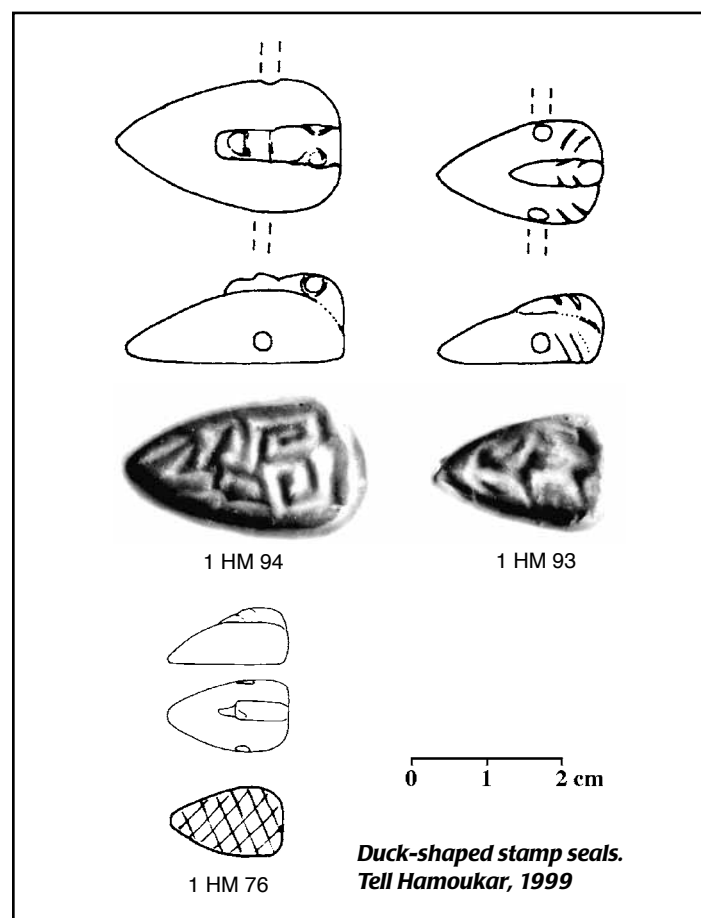 1 HM 94
1 HM 93
1 HM 76
0 1 2 cm
Duck-shaped stamp seals.
Tell Hamoukar, 1999